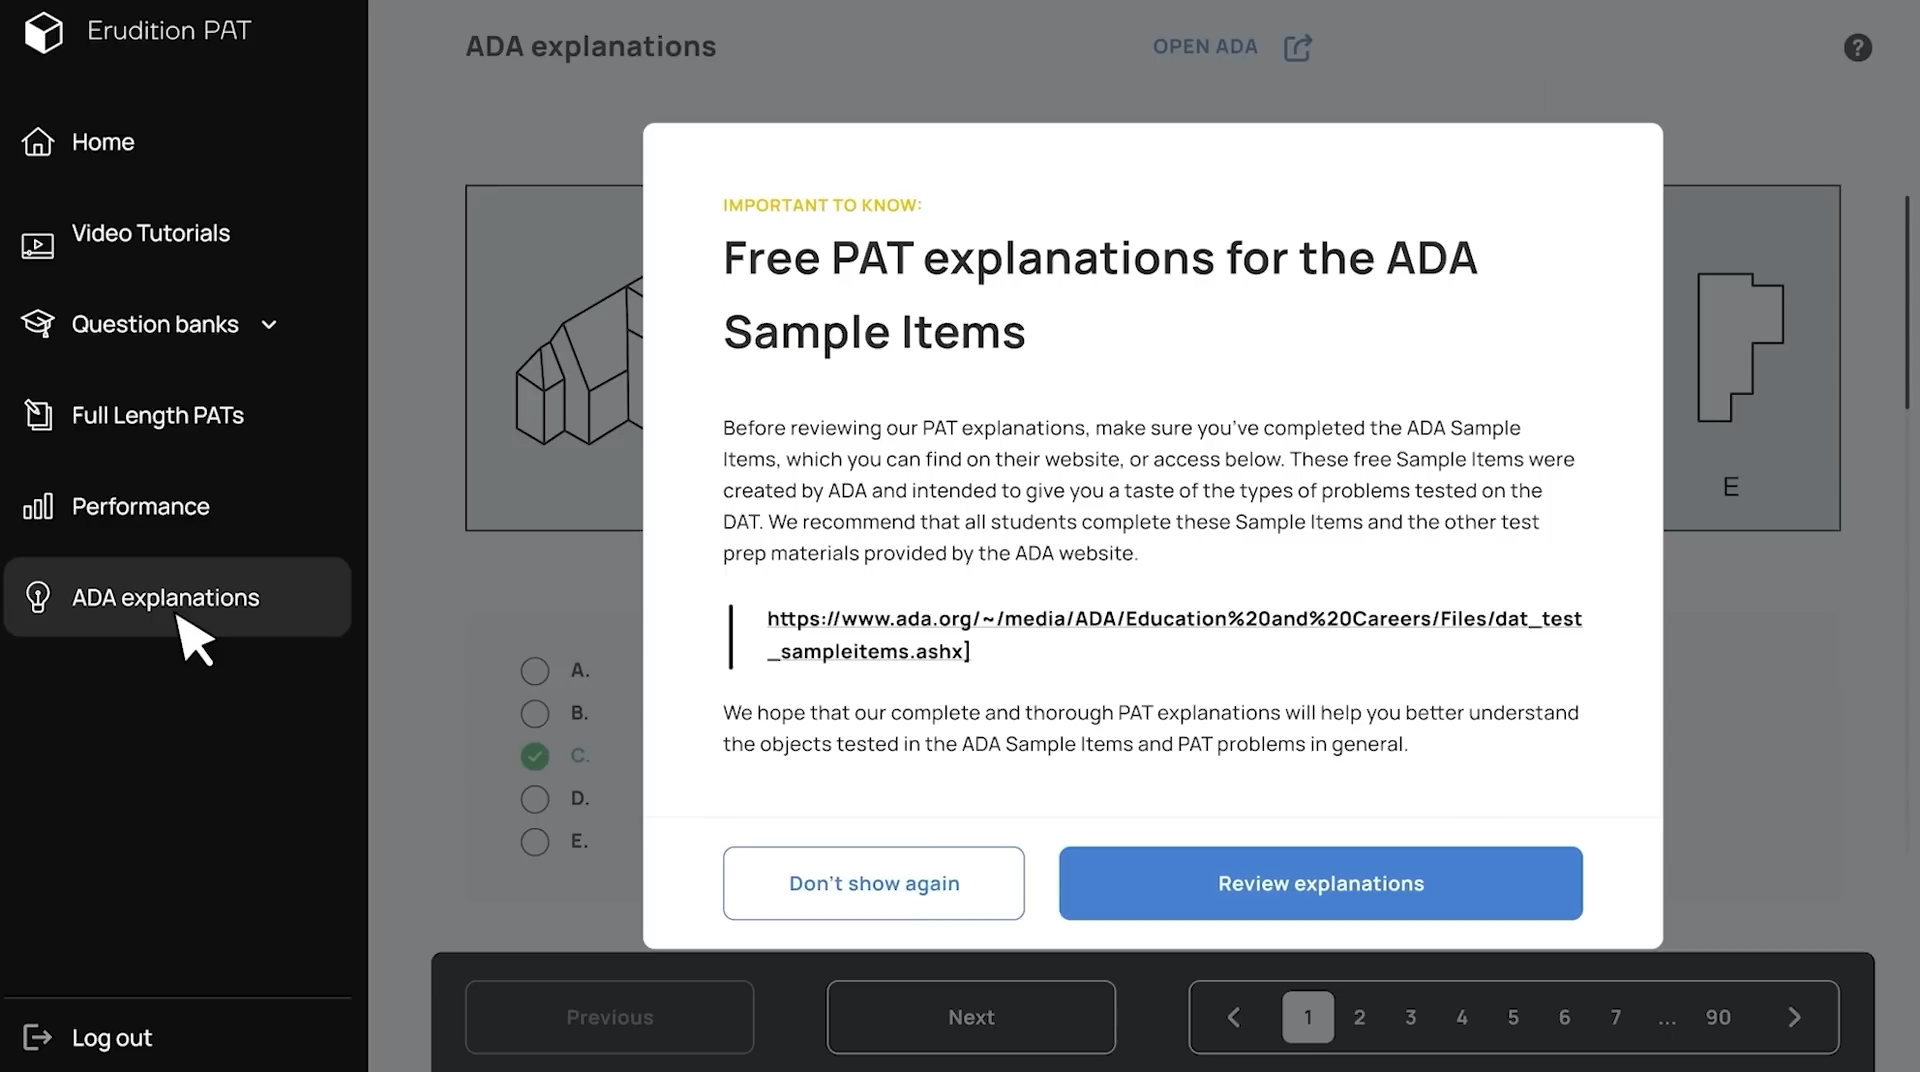 Erudition PAT
Home
Video Tutorials
Question banks
Full Length PATs
Performance
ADA explanations
Log out
ADA explanations
OPEN ADA
?
IMPORTANT TO KNOW:
Free PAT explanations for the ADA
Sample Items
Before reviewing our PAT explanations, make sure you've completed the ADA Sample
Items, which you can find on their website, or access below. These free Sample Items were
created by ADA and intended to give you a taste of the types of problems tested on the
DAT. We recommend that all students complete these Sample Items and the other test
prep materials provided by the ADA website.
https://www.ada.org/~/media/ADA/Education%20and%20Careers/Files/dat_test
_sampleitems.ashx]
We hope that our complete and thorough PAT explanations will help you better understand
the objects tested in the ADA Sample Items and PAT problems in general.
Don't show again
Review explanations
E
A.
B.
C.
D.
E.
Previous
Next
1 2 3 4 5 6 7 ... 90